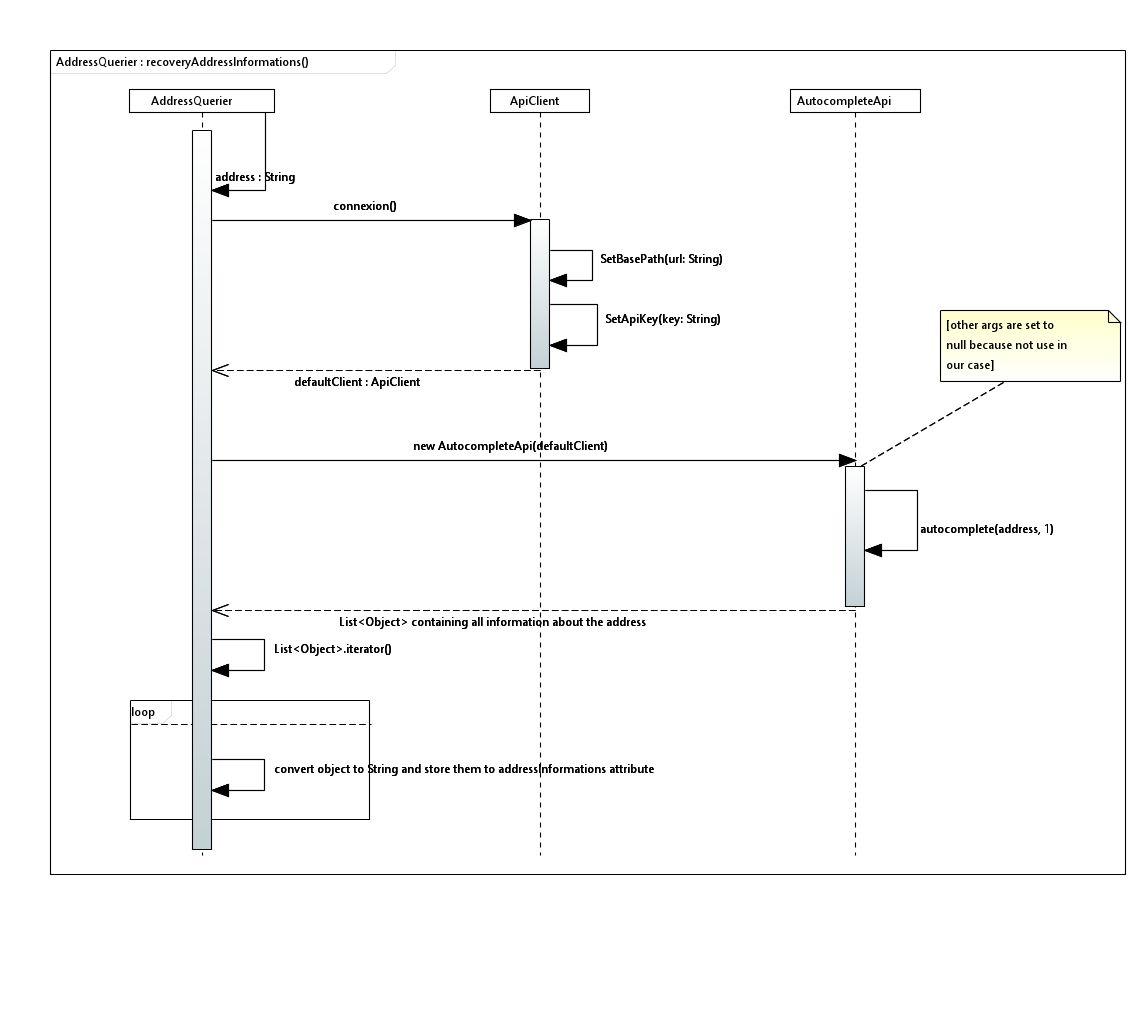 AddressQuerier : recoveryAddressInformations()
AddressQuerier
ApiClient
AutocompleteApi
address : String
connexion()
SetBasePath(url: String)
SetApiKey(key: String)
[other args are set to
null because not use in
our case]
defaultClient : ApiClient
new AutocompleteApi(defaultClient)
autocomplete(address, 1)
List<Object> containing all information about the address
List<Object>.iterator()
loop
convert object to String and store them to addressInformations attribute